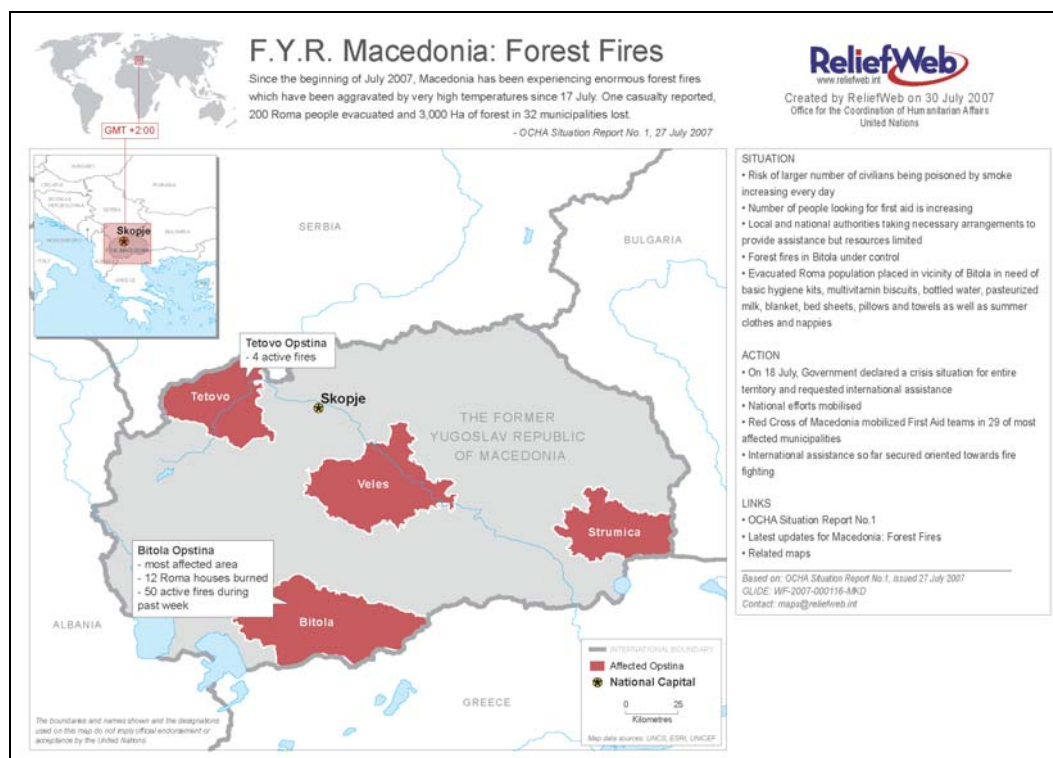 F.Y.R. Macedonia: Forest Fires
Since the beginning of July 2007, Macedonia has been experiencing enormous forest fires
which have been aggravated by very high temperatures since 17 July. One casualty reported,
200 Roma people evacuated and 3,000 Ha of forest in 32 municipalities lost.
- OCHA Situation Report No. 1, 27 July 2007
ReliefWeb
www.reliefweb.int
Created by ReliefWeb on 30 July 2007
Office for the Coordination of Humanitarian Affairs
United Nations
GMT +2:00
HUNGARY
CROATIA
ROMANIA
SERBIA
BULGARIA
Skopje
ITALY
GREECE
SERBIA
BULGARIA
Tetovo Opstina
- 4 active fires
Tetovo
Skopje
THE FORMER
YUGOSLAV REPUBLIC
OF MACEDONIA
Veles
Strumica
Bitola Opstina
- most affected area
- 12 Roma houses burned
- 50 active fires during
past week
Bitola
ALBANIA
GREECE
INTERNATIONAL BOUNDARY
Affected Opstina
National Capital
0 25
Kilometres
Map data sources: UNCS, ESRI, UNICEF
The boundaries and names shown and the designations
used on this map do not imply official endorsement or
acceptance by the United Nations.
SITUATION
• Risk of larger number of civilians being poisoned by smoke
increasing every day
• Number of people looking for first aid is increasing
• Local and national authorities taking necessary arrangements to
provide assistance but resources limited
• Forest fires in Bitola under control
• Evacuated Roma population placed in vicinity of Bitola in need of
basic hygiene kits, multivitamin biscuits, bottled water, pasteurized
milk, blanket, bed sheets, pillows and towels as well as summer
clothes and nappies
ACTION
• On 18 July, Government declared a crisis situation for entire
territory and requested international assistance
• National efforts mobilised
• Red Cross of Macedonia mobilized First Aid teams in 29 of most
affected municipalities
• International assistance so far secured oriented towards fire
fighting
LINKS
• OCHA Situation Report No.1
• Latest updates for Macedonia: Forest Fires
• Related maps
Based on: OCHA Situation Report No.1, issued 27 July 2007
GLIDE: WF-2007-000116-MKD
Contact: maps@reliefweb.int